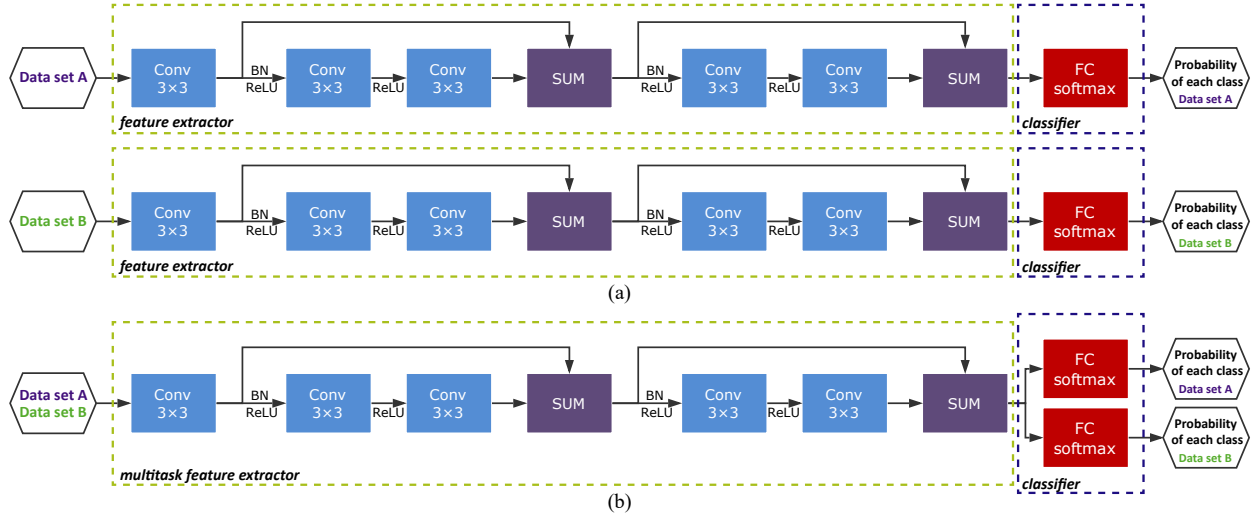 Data set A
Conv
3×3
BN
ReLU
Conv
3×3
ReLU
Conv
3×3
SUM
BN
ReLU
Conv
3×3
ReLU
Conv
3×3
SUM
FC
softmax
Probability
of each class
Data set A
feature extractor
classifier
Data set B
Conv
3×3
BN
ReLU
Conv
3×3
ReLU
Conv
3×3
SUM
BN
ReLU
Conv
3×3
ReLU
Conv
3×3
SUM
FC
softmax
Probability
of each class
Data set B
feature extractor
classifier
(a)
Data set A
Data set B
Conv
3×3
BN
ReLU
Conv
3×3
ReLU
Conv
3×3
SUM
BN
ReLU
Conv
3×3
ReLU
Conv
3×3
SUM
FC
softmax
Probability
of each class
Data set A
FC
softmax
Probability
of each class
Data set B
multitask feature extractor
classifier
(b)